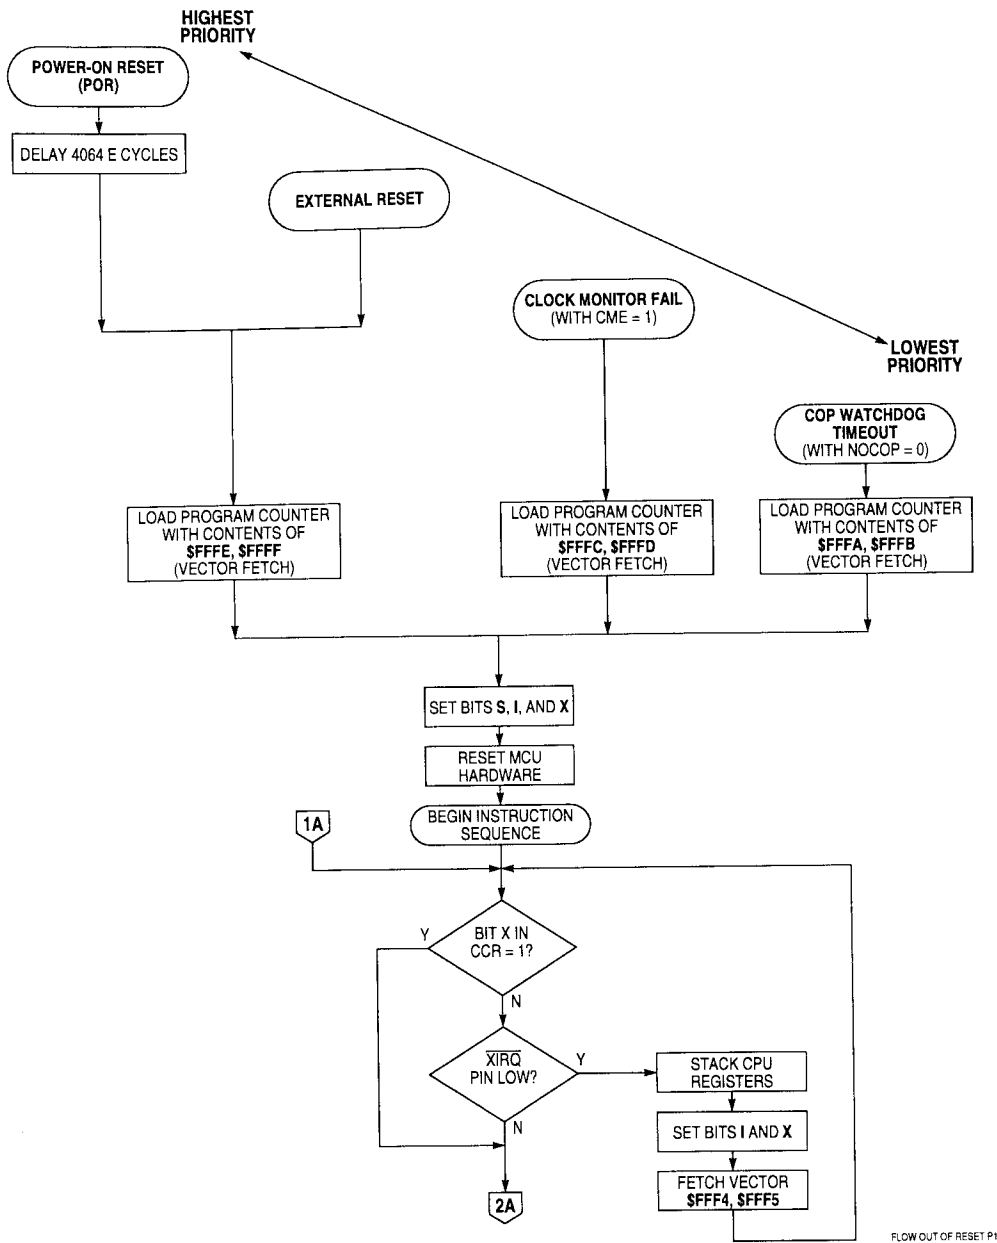 HIGHEST
PRIORITY
POWER-ON RESET
(POR)
DELAY 4064 E CYCLES
EXTERNAL RESET
CLOCK MONITOR FAIL
(WITH CME = 1)
LOWEST
PRIORITY
COP WATCHDOG
TIMEOUT
(WITH NOCOP = 0)
LOAD PROGRAM COUNTER
WITH CONTENTS OF
$FFFE, $FFFF
(VECTOR FETCH)
LOAD PROGRAM COUNTER
WITH CONTENTS OF
$FFFC, $FFFD
(VECTOR FETCH)
LOAD PROGRAM COUNTER
WITH CONTENTS OF
$FFFA, $FFFB
(VECTOR FETCH)
SET BITS S, I, AND X
RESET MCU
HARDWARE
BEGIN INSTRUCTION
SEQUENCE
1A
BIT X IN
CCR = 1?
Y
N
XIRQ
PIN LOW?
Y
N
STACK CPU
REGISTERS
SET BITS I AND X
FETCH VECTOR
$FFF4, $FFF5
2A
FLOW OUT OF RESET P1